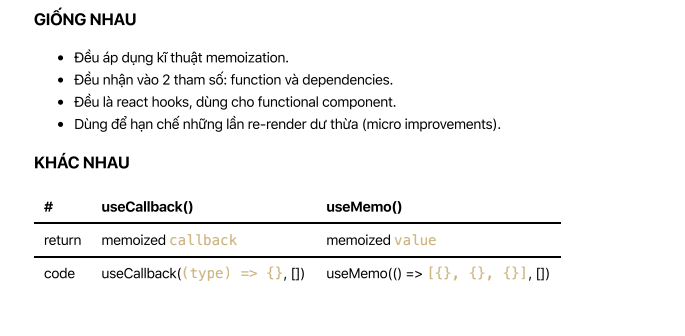 GIỐNG NHAU
• Đều áp dụng kĩ thuật memoization.
• Đều nhận vào 2 tham số: function và dependencies.
• Đều là react hooks, dùng cho functional component.
• Dùng để hạn chế những lần re-render dư thừa (micro improvements).
KHÁC NHAU
# useCallback() useMemo()
return memoized callback memoized value
code useCallback((type) => {}, []) useMemo(() => [{}, {}, {}], [])